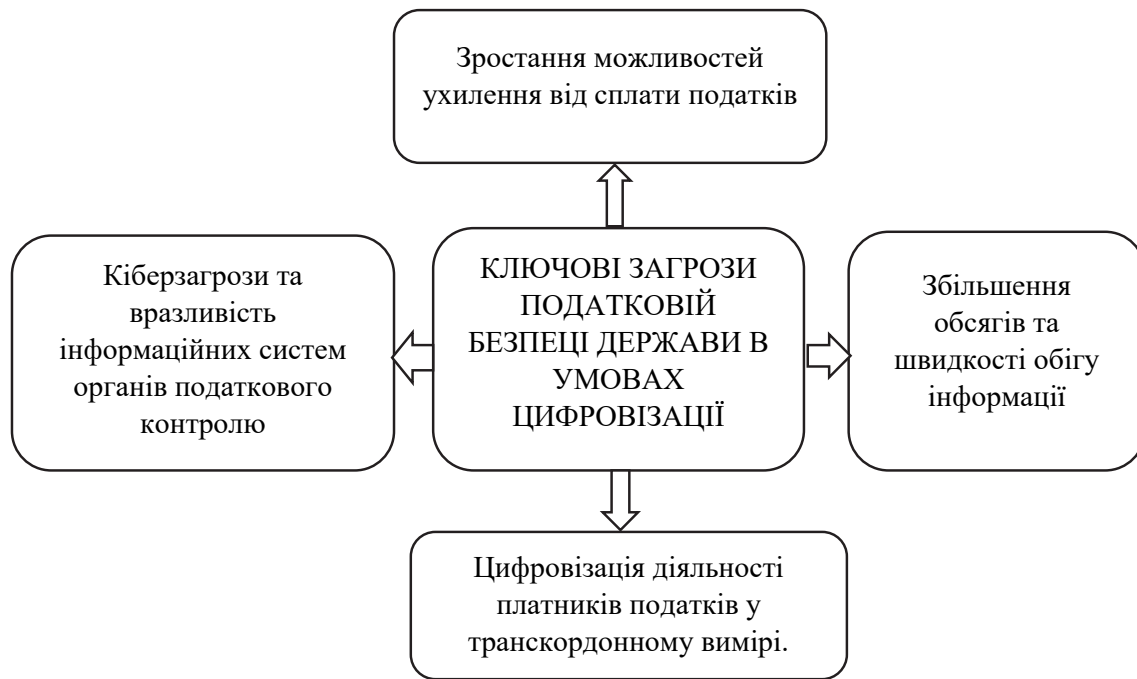 Зростання можливостей
ухилення від сплати податків
Кіберзагрози та
вразливість
інформаційних систем
органів податкового
контролю
КЛЮЧОВІ ЗАГРОЗИ
ПОДАТКОВІЙ
БЕЗПЕЦІ ДЕРЖАВИ В
УМОВАХ
ЦИФРОВІЗАЦІЇ
Збільшення
обсягів та
швидкості обігу
інформації
Цифровізація діяльності
платників податків у
транскордонному вимірі.